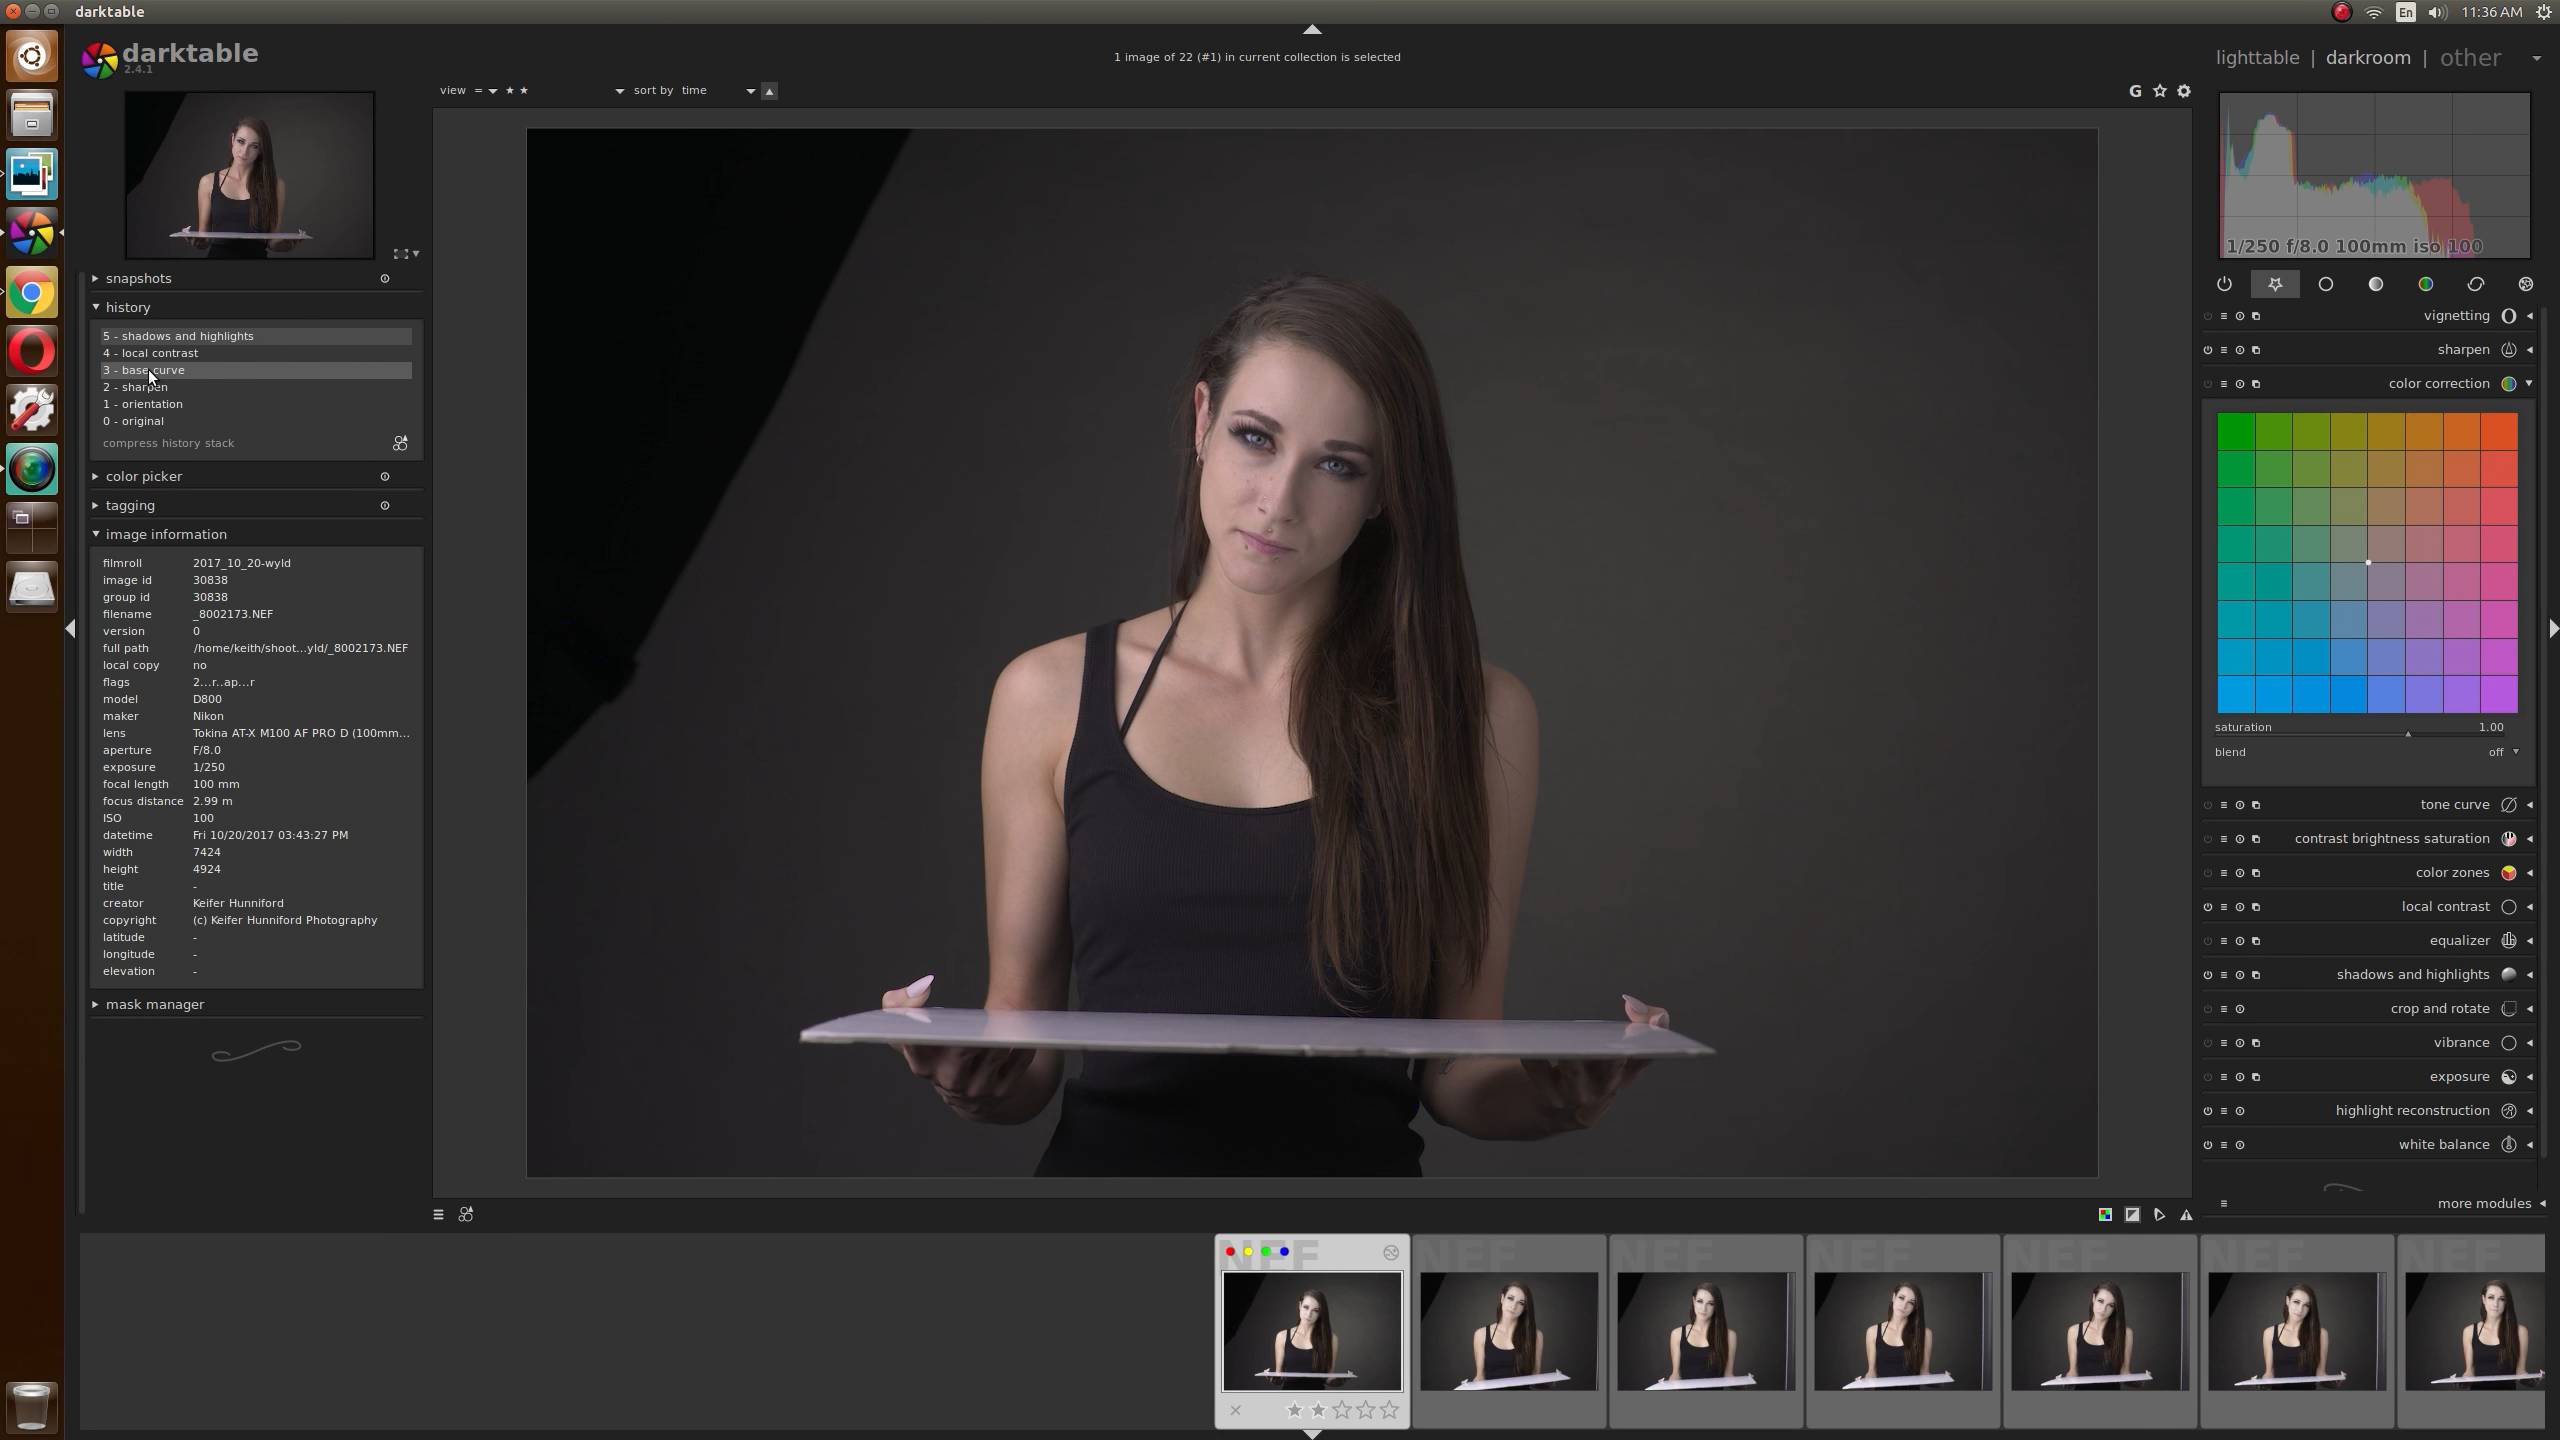 darktable
En 11:36 AM
darktable
2.4.1
1 image of 22 (#1) in current collection is selected
lighttable | darkroom | other
view = ★ ★ sort by time
G
1/250 f/8.0 100mm iso 100
snapshots
history
5 - shadows and highlights
4 - local contrast
3 - base curve
2 - sharpen
1 - orientation
0 - original
compress history stack
color picker
tagging
image information
filmroll 2017_10_20-wyld
image id 30838
group id 30838
filename _8002173.NEF
version 0
full path /home/keith/shoot...yld/_8002173.NEF
local copy no
flags 2...r..ap...r
model D800
maker Nikon
lens Tokina AT-X M100 AF PRO D (100mm...
aperture F/8.0
exposure 1/250
focal length 100 mm
focus distance 2.99 m
ISO 100
datetime Fri 10/20/2017 03:43:27 PM
width 7424
height 4924
title -
creator Keifer Hunniford
copyright (c) Keifer Hunniford Photography
latitude -
longitude -
elevation -
mask manager
vignetting
sharpen
color correction
saturation 1.00
blend off
tone curve
contrast brightness saturation
color zones
local contrast
equalizer
shadows and highlights
crop and rotate
vibrance
exposure
highlight reconstruction
white balance
more modules
NEF NEF NEF NEF NEF NEF NEF